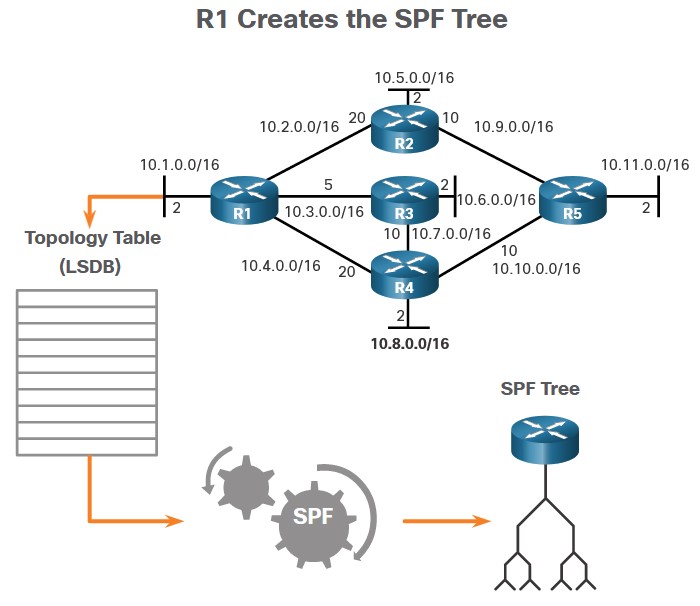 R1 Creates the SPF Tree
10.5.0.0/16
2
20
10
10.2.0.0/16
10.9.0.0/16
R2
10.1.0.0/16
10.11.0.0/16
5
2
10.6.0.0/16
2
R1
10.3.0.0/16
R3
R5
2
10
10.7.0.0/16
Topology Table
(LSDB)
10.4.0.0/16
20
10
10.10.0.0/16
R4
2
10.8.0.0/16
SPF Tree
SPF